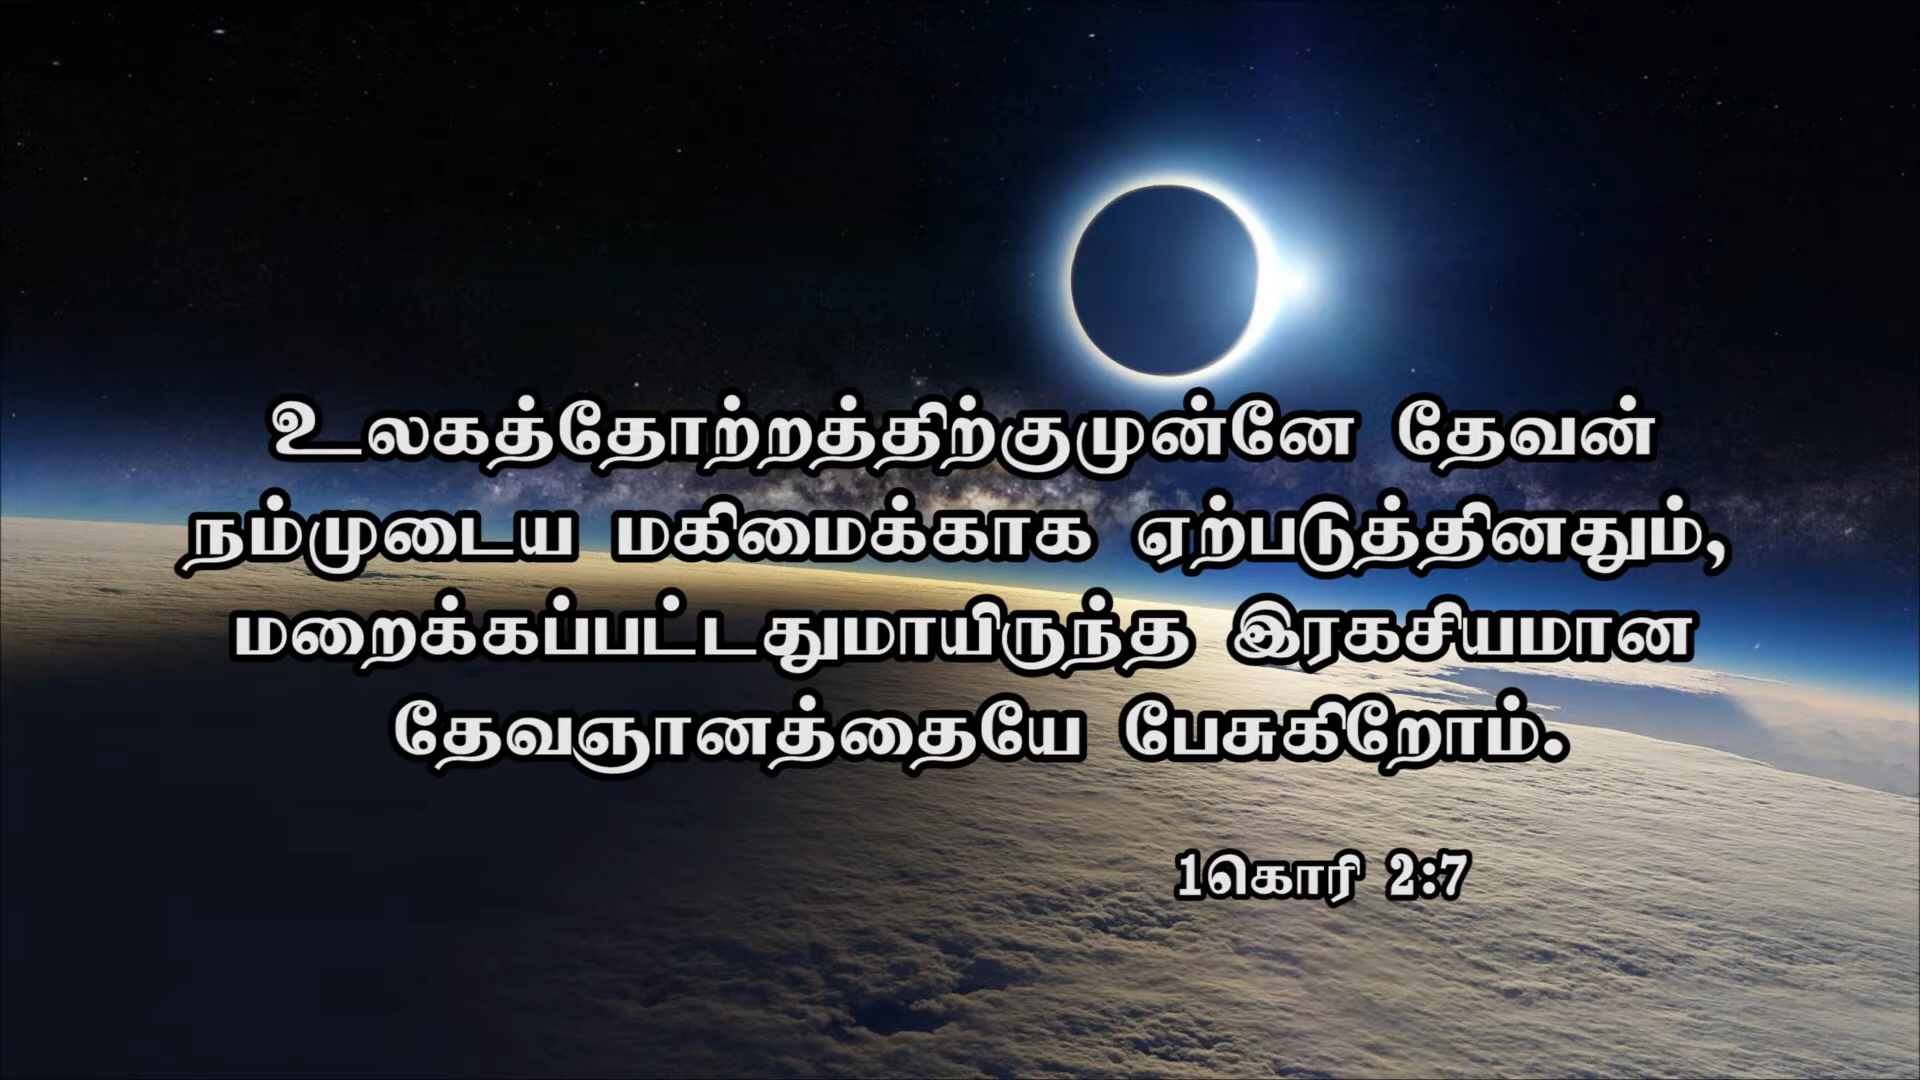 உலகத்தோற்றத்திற்குமுன்னே தேவன்
நம்முடைய மகிமைக்காக ஏற்படுத்தினதும்,
மறைக்கப்பட்டதுமாயிருந்த இரகசியமான
தேவஞானத்தையே பேசுகிறோம்.
1கொரி 2:7